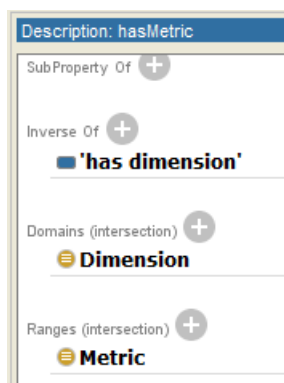 Description: hasMetric
SubProperty Of
Inverse Of
'has dimension'
Domains (intersection)
Dimension
Ranges (intersection)
Metric